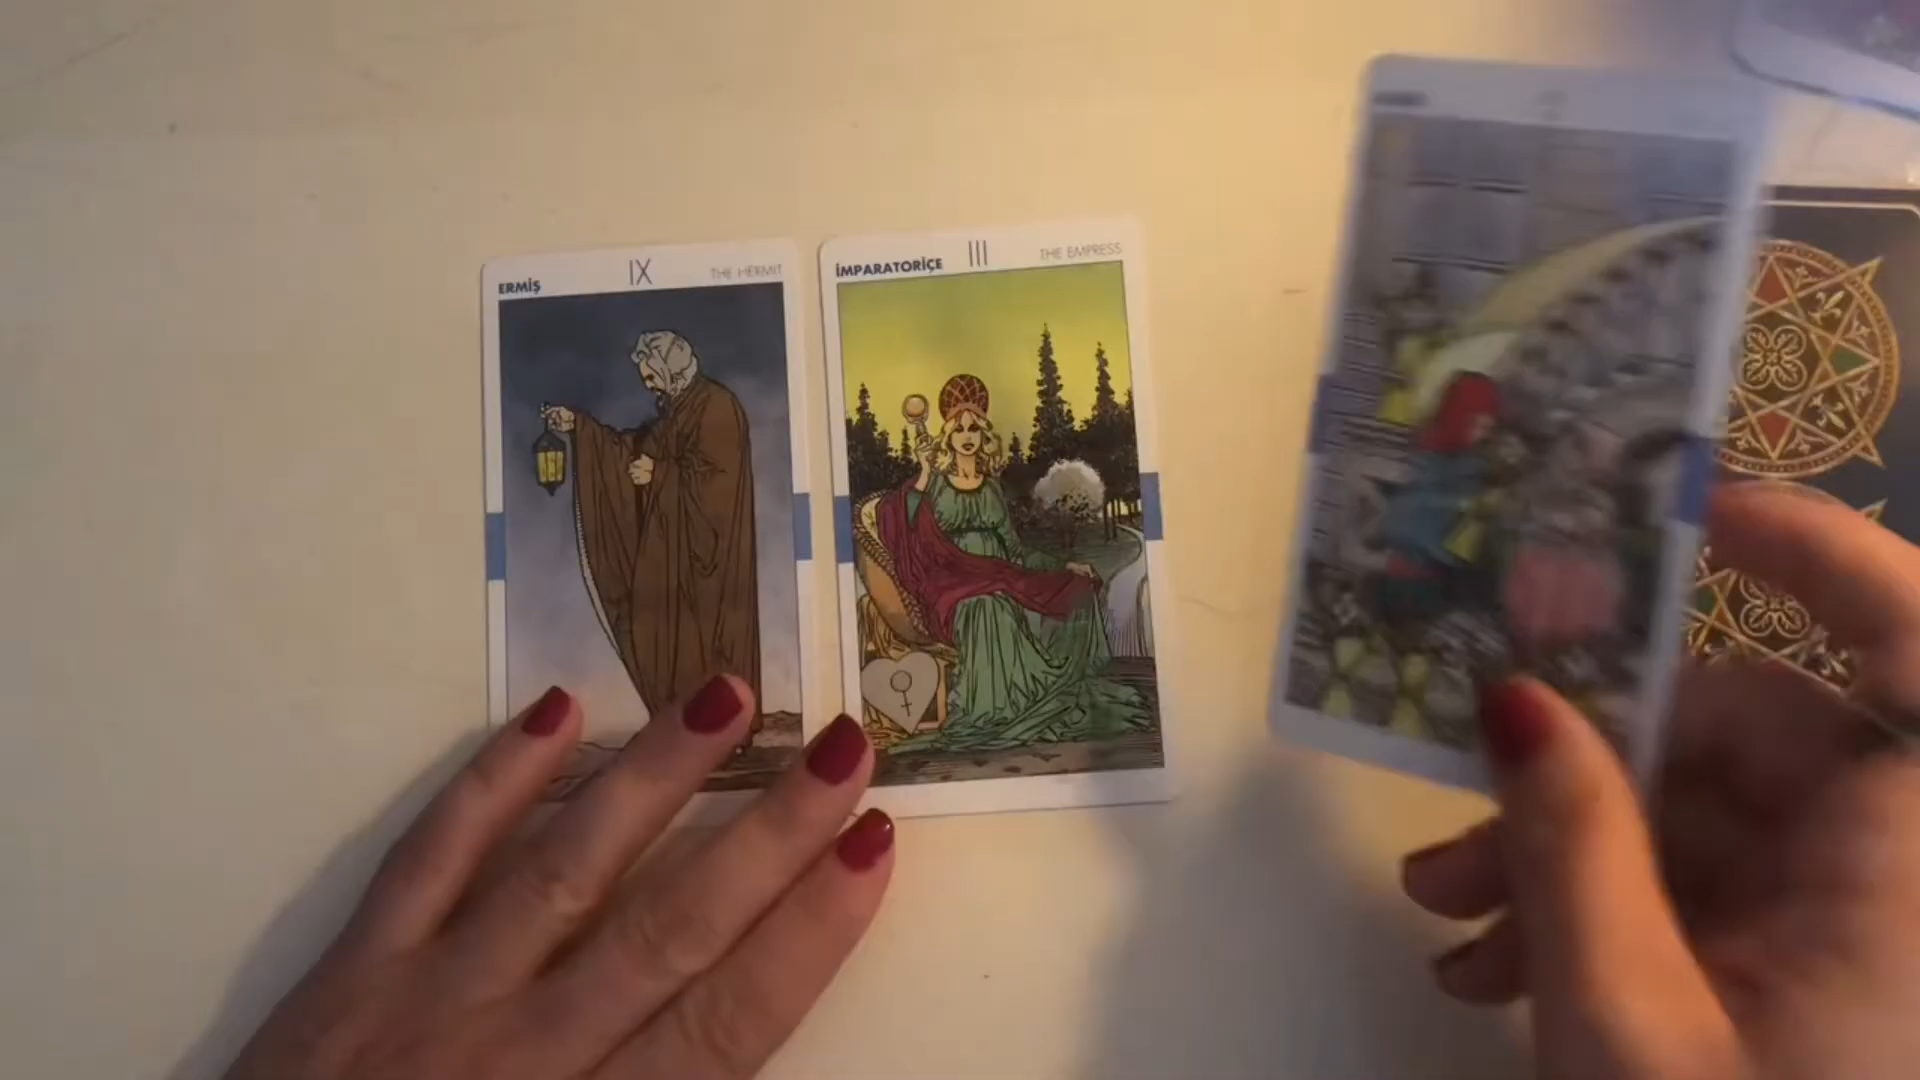 ERMİŞ IX THE HERMIT
İMPARATORİÇE III THE EMPRESS